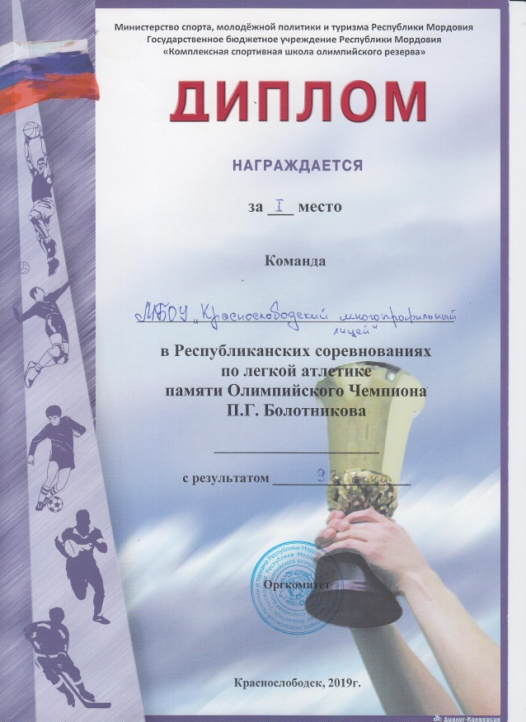 Министерство спорта, молодёжной политики и туризма Республики Мордовия
Государственное бюджетное учреждение Республики Мордовия
«Комплексная спортивная школа олимпийского резерва»
ДИПЛОМ
НАГРАЖДАЕТСЯ
за I место
Команда
МБОУ „Краснослободский многопрофильный
лицей"
в Республиканских соревнованиях
по легкой атлетике
памяти Олимпийского Чемпиона
П.Г. Болотникова
с результатом
Оргкомитет
Краснослободск, 2019г.